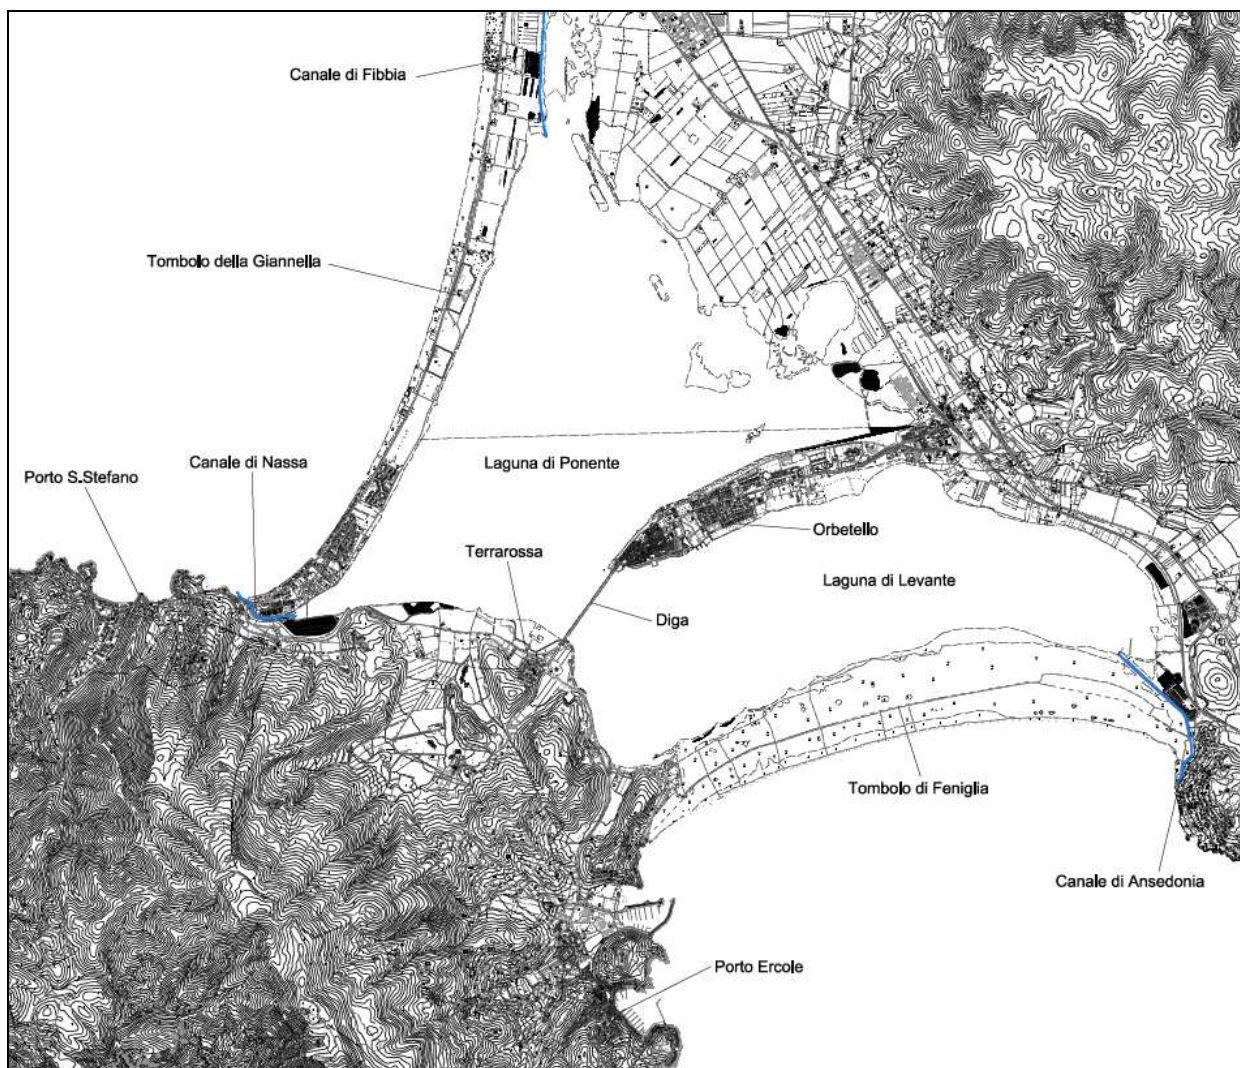 Canale di Fibbia
Tombolo della Giannella
Canale di Nassa
Laguna di Ponente
Porto S.Stefano
Orbetello
Terrarossa
Laguna di Levante
Diga
Tombolo di Feniglia
Canale di Ansedonia
Porto Ercole